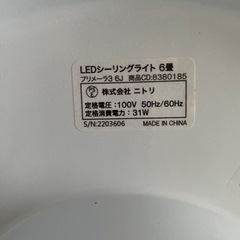 LEDシーリングライト 6畳
プリメーラ3 6J 商品CD:8380185
株式会社 ニトリ
定格電圧：100V 50Hz/60Hz
定格消費電力：31W
S/N:2203606 MADE IN CHINA